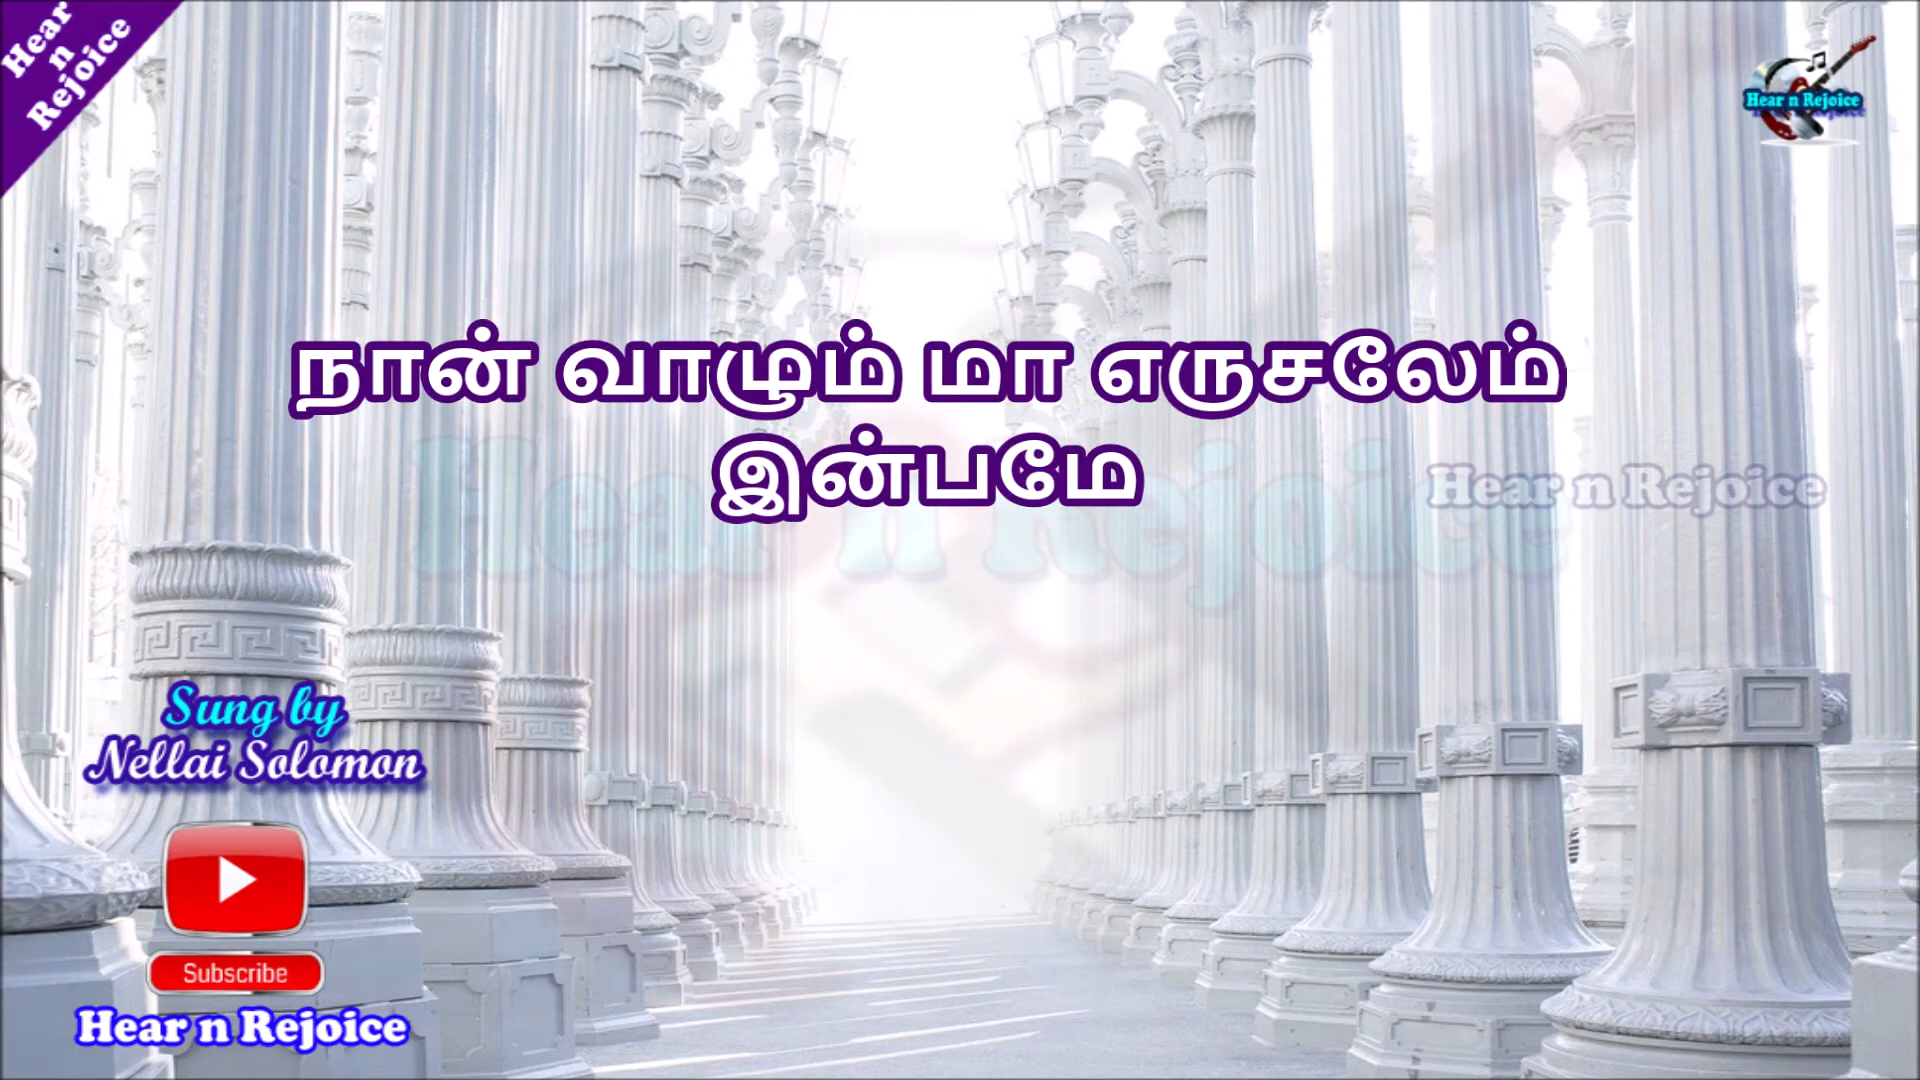 Hear
n
Rejoice
Hear n Rejoice
நான் வாழும் மா எருசலேம்
இன்பமே
Hear n Rejoice
Hear n Rejoice
Sung by
Nellai Solomon
Subscribe
Hear n Rejoice